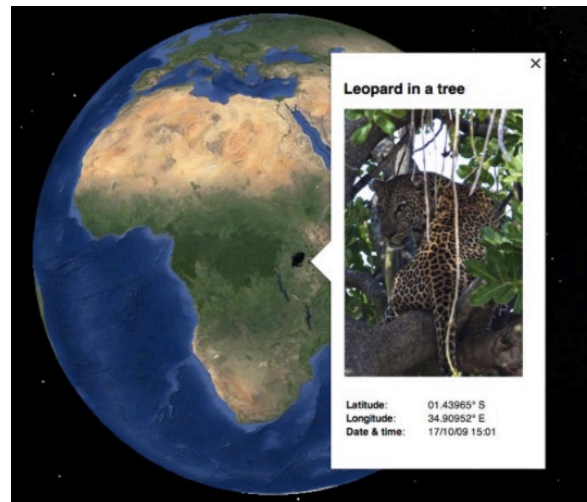 ×
Leopard in a tree
Latitude: 01.43965° S
Longitude: 34.90952° E
Date & time: 17/10/09 15:01